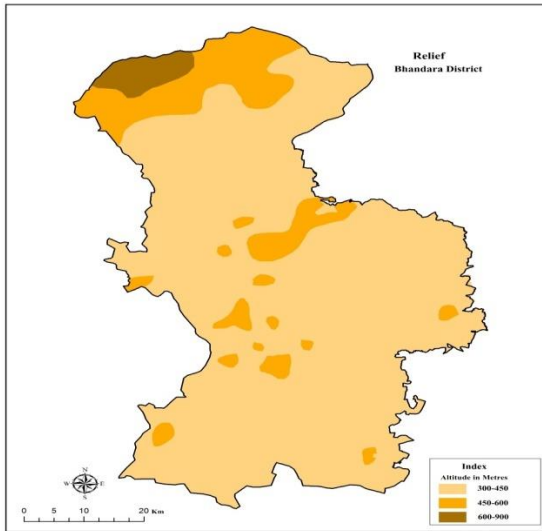 Relief
Bhandara District
N
W E
S
0 5 10 20 Km
Index
Altitude in Metres
300-450
450-600
600-900